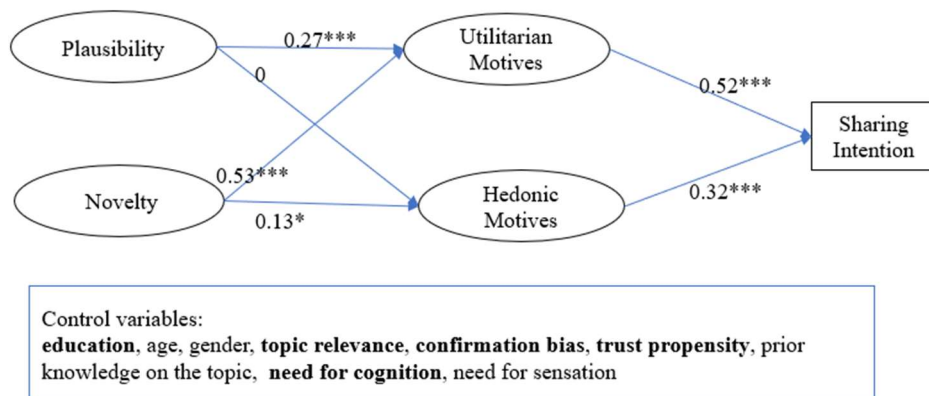 Plausibility
0.27***
Utilitarian
Motives
0
0.52***
Sharing
Intention
Novelty
0.53***
0.13*
Hedonic
Motives
0.32***
Control variables:
education, age, gender, topic relevance, confirmation bias, trust propensity, prior
knowledge on the topic, need for cognition, need for sensation